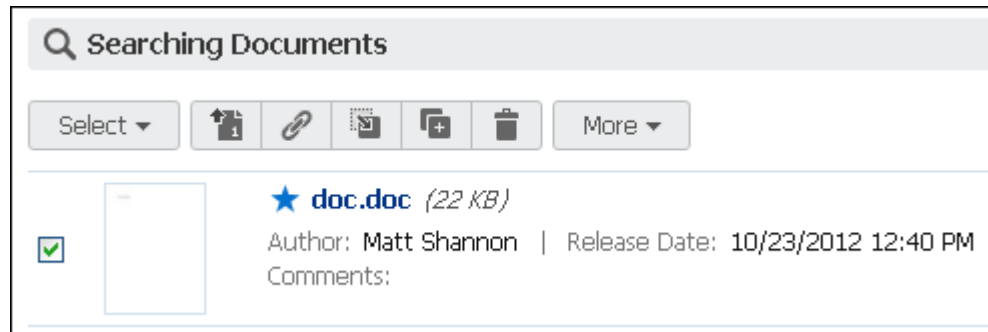 Searching Documents
Select 1 More
doc.doc (22 KB)
Author: Matt Shannon | Release Date: 10/23/2012 12:40 PM
Comments: